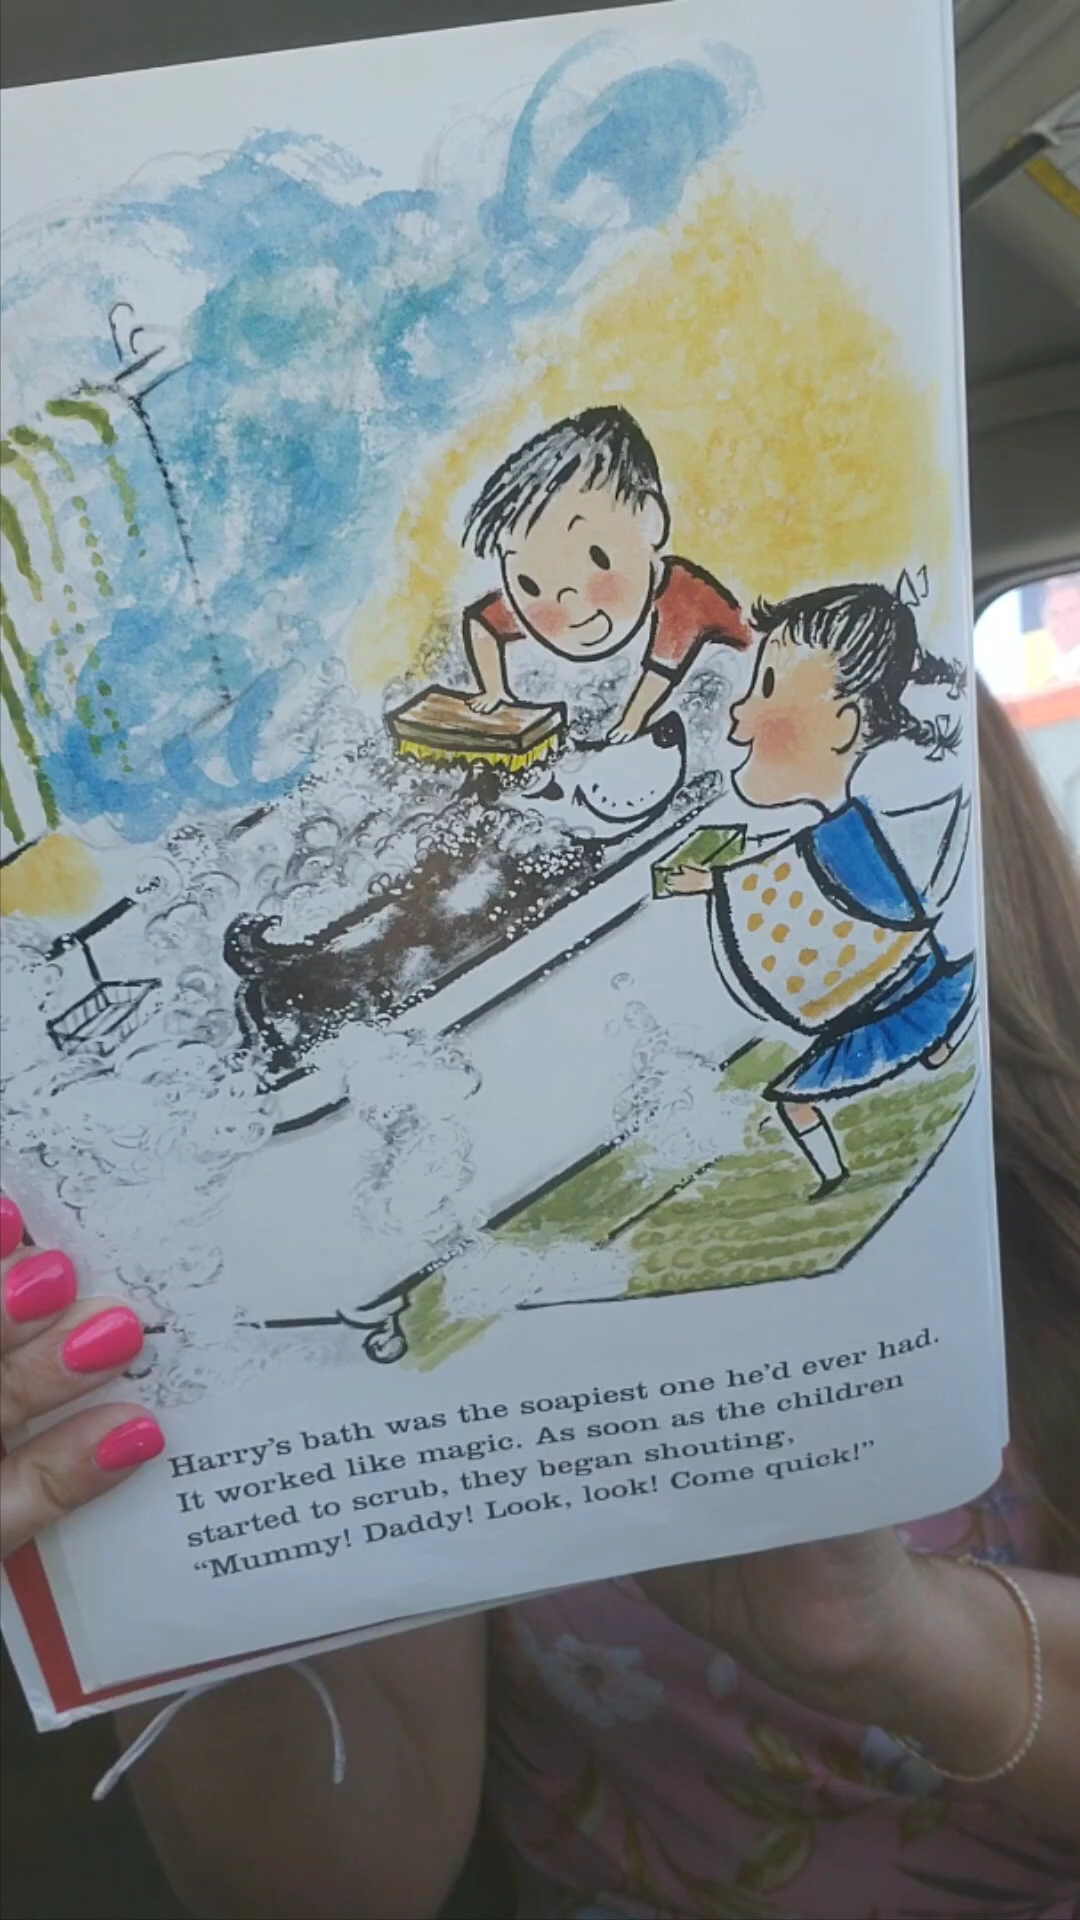 Harry's bath was the soapiest one he'd ever had.
It worked like magic. As soon as the children
started to scrub, they began shouting,
“Mummy! Daddy! Look, look! Come quick!”